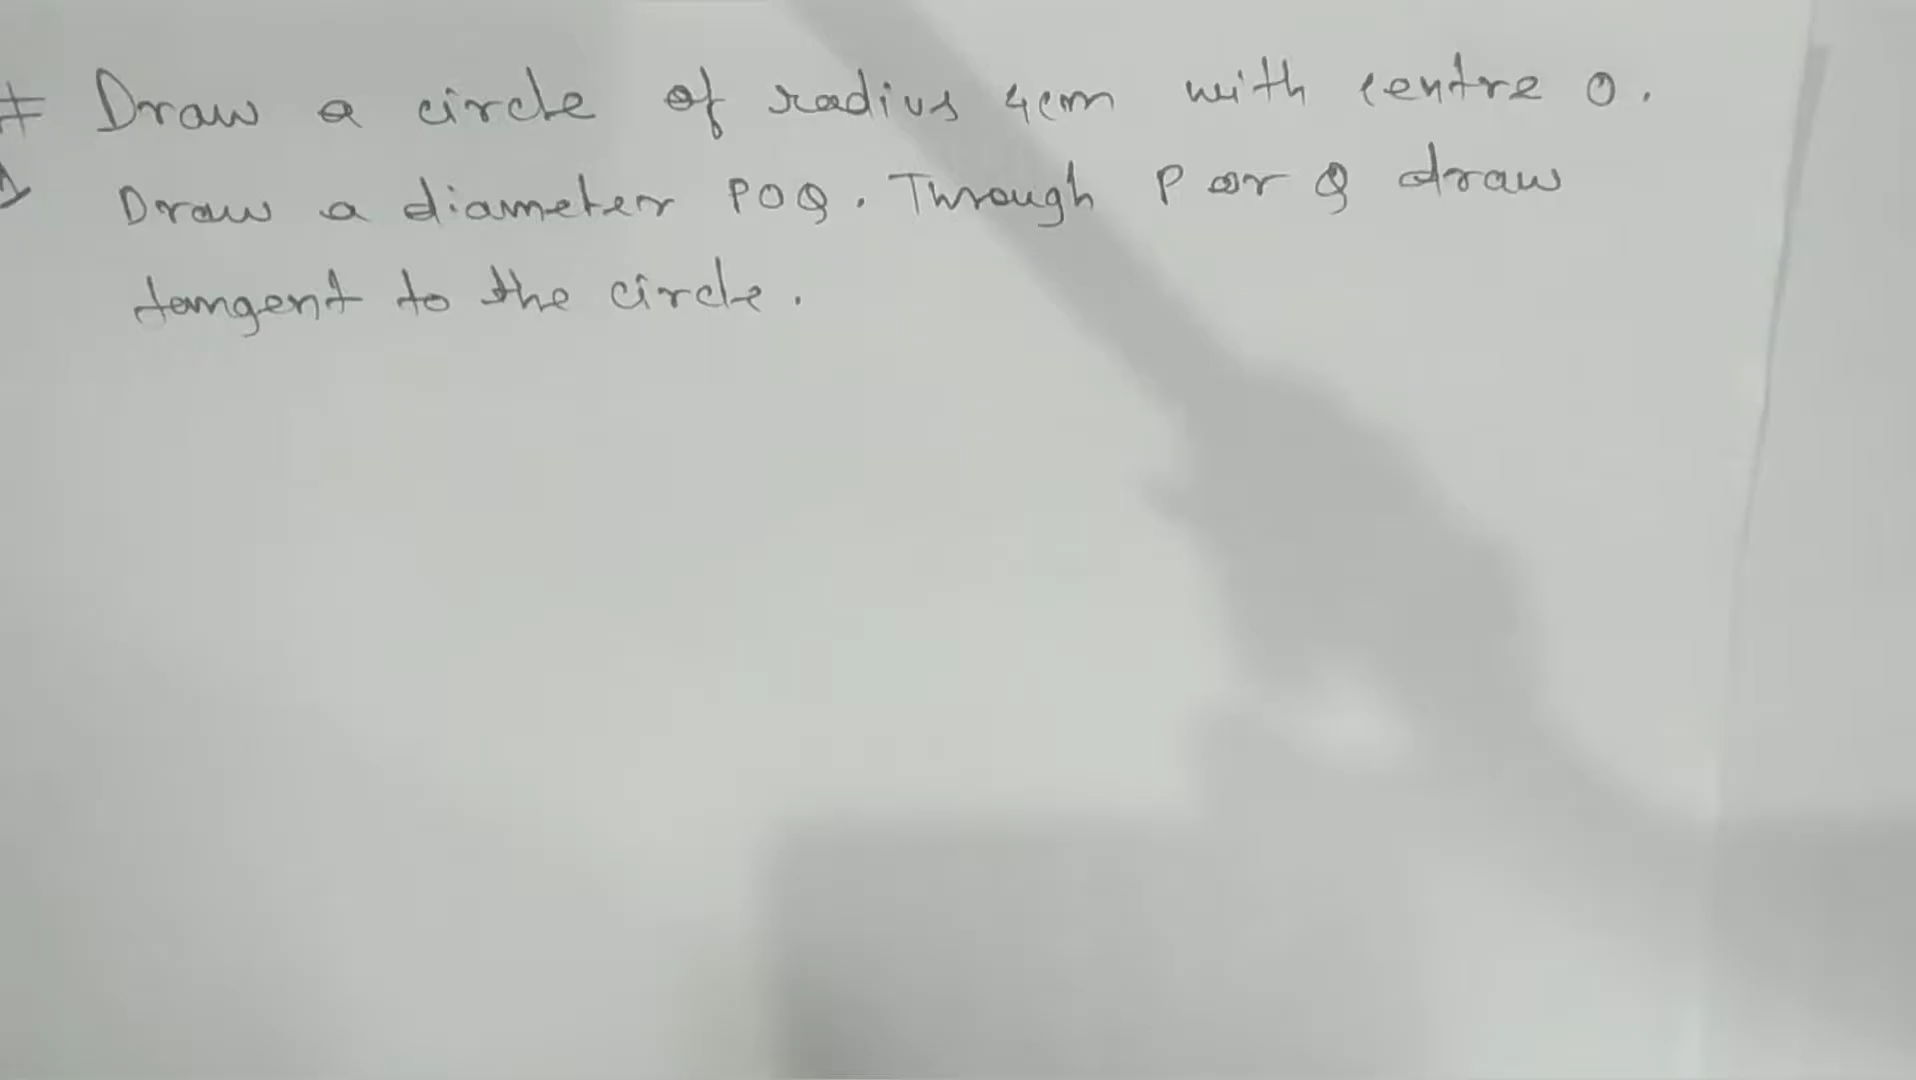 # Draw a circle of radius 4cm with centre O.
Draw a diameter POQ. Through P or Q draw
tangent to the circle.